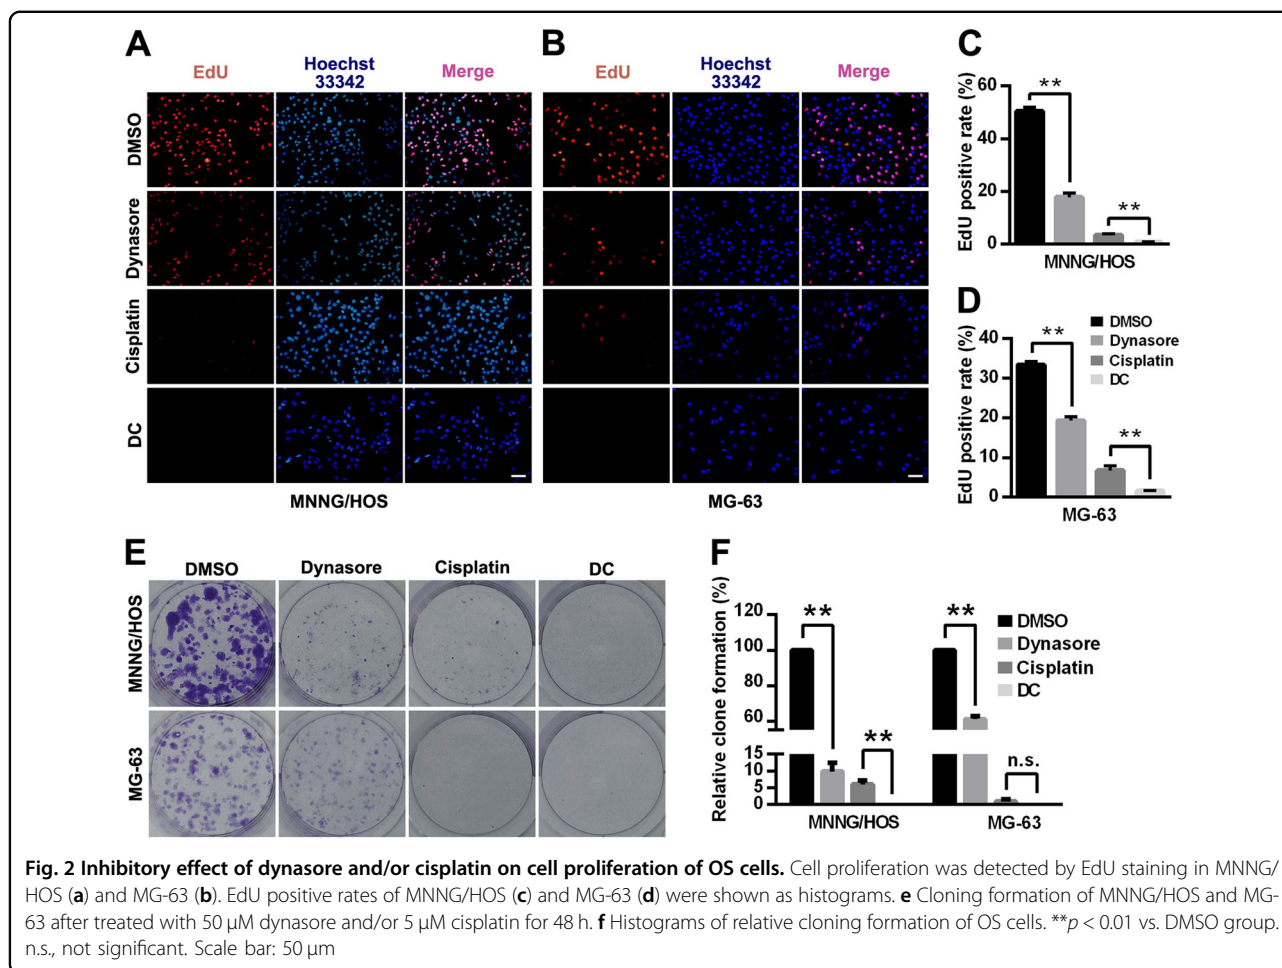 A
B
C
EdU
Hoechst
33342
Merge
EdU
Hoechst
33342
Merge
DMSO
Dynasore
Cisplatin
DC
MNNG/HOS
MG-63
EdU positive rate (%)
60
40
20
0
**
**
MNNG/HOS
D
EdU positive rate (%)
40
30
20
10
0
**
**
DMSO
Dynasore
Cisplatin
DC
MG-63
E
DMSO
Dynasore
Cisplatin
DC
MNNG/HOS
MG-63
F
Relative clone formation (%)
120
100
80
60
15
10
5
0
**
**
**
n.s.
DMSO
Dynasore
Cisplatin
DC
MNNG/HOS
MG-63
Fig. 2 Inhibitory effect of dynasore and/or cisplatin on cell proliferation of OS cells. Cell proliferation was detected by EdU staining in MNNG/
HOS (a) and MG-63 (b). EdU positive rates of MNNG/HOS (c) and MG-63 (d) were shown as histograms. e Cloning formation of MNNG/HOS and MG-
63 after treated with 50 μM dynasore and/or 5 μM cisplatin for 48 h. f Histograms of relative cloning formation of OS cells. **p < 0.01 vs. DMSO group.
n.s., not significant. Scale bar: 50 μm